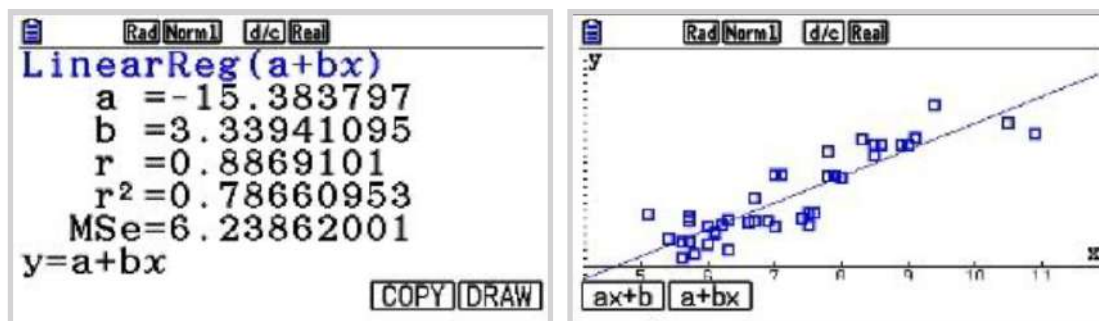 Rad Norm1 d/c Real
LinearReg(a+bx)
a =-15.383797
b =3.33941095
r =0.8869101
r²=0.78660953
MSe=6.23862001
y=a+bx
COPY DRAW
Rad Norm1 d/c Real
y
x
5 6 7 8 9 10 11
ax+b a+bx